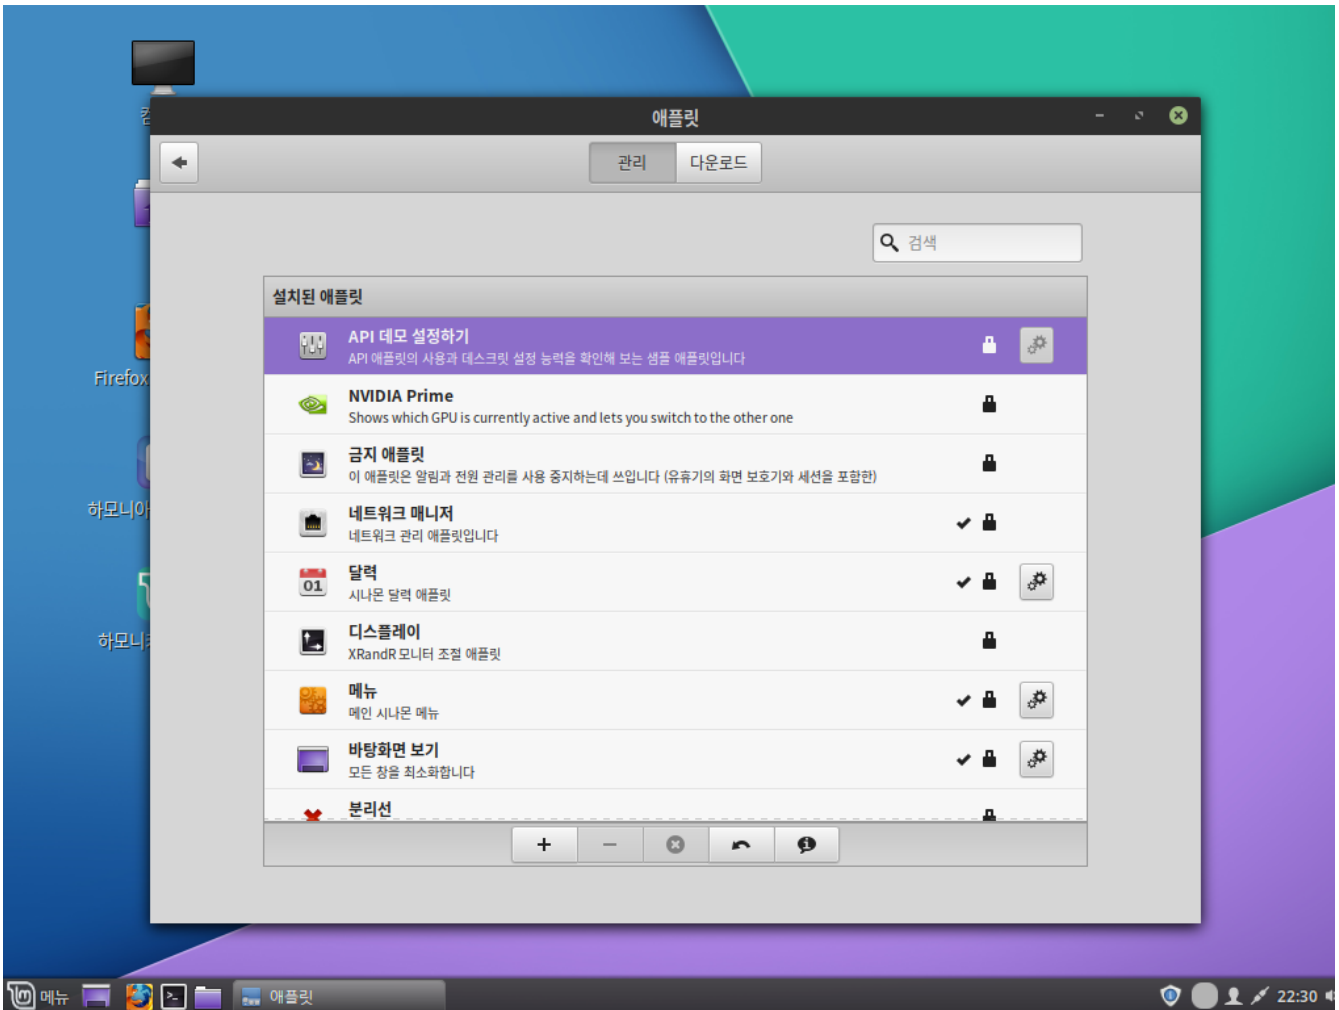 애플릿
관리
다운로드
검색
설치된 애플릿
API 데모 설정하기
API 애플릿의 사용과 데스크릿 설정 능력을 확인해 보는 샘플 애플릿입니다
NVIDIA Prime
Shows which GPU is currently active and lets you switch to the other one
금지 애플릿
이 애플릿은 알림과 전원 관리를 사용 중지하는데 쓰입니다 (유휴기의 화면 보호기와 세션을 포함한)
네트워크 매니저
네트워크 관리 애플릿입니다
01
달력
시나몬 달력 애플릿
디스플레이
XRandR 모니터 조절 애플릿
메뉴
메인 시나몬 메뉴
바탕화면 보기
모든 창을 최소화합니다
분리선
Firefox
하모니아
하모니
메뉴
애플릿
22:30